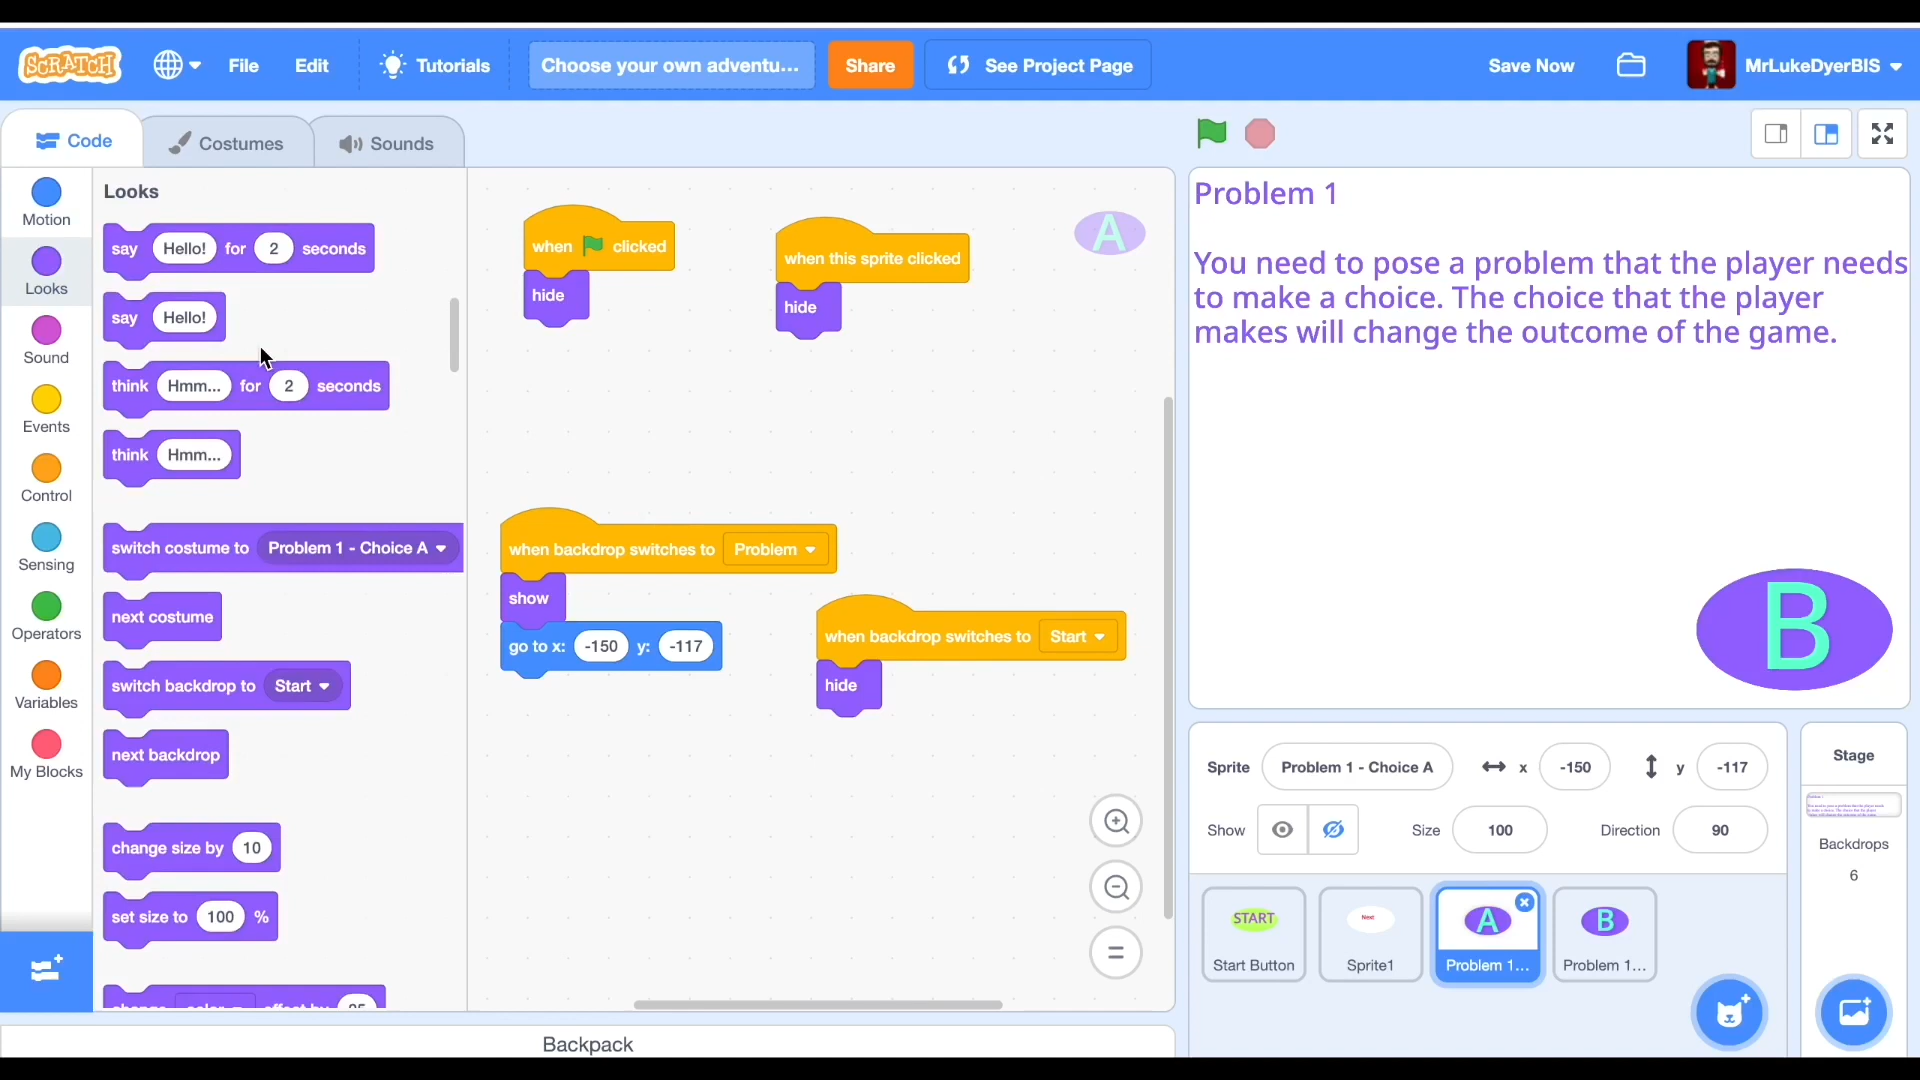 SCRATCH
File
Edit
Tutorials
Choose your own adventu...
Share
See Project Page
Save Now
MrLukeDyerBIS
Code
Costumes
Sounds
Motion
Looks
Sound
Events
Control
Sensing
Operators
Variables
My Blocks
Looks
say Hello! for 2 seconds
say Hello!
think Hmm... for 2 seconds
think Hmm...
switch costume to Problem 1 - Choice A
next costume
switch backdrop to Start
next backdrop
change size by 10
set size to 100 %
change color effect by 25
when clicked
hide
when this sprite clicked
hide
A
when backdrop switches to Problem
show
go to x: -150 y: -117
when backdrop switches to Start
hide
Backpack
Problem 1
You need to pose a problem that the player needs
to make a choice. The choice that the player
makes will change the outcome of the game.
B
Sprite Problem 1 - Choice A x -150 y -117
Show Size 100 Direction 90
START
Start Button
Next
Sprite1
A
Problem 1...
B
Problem 1...
Stage
Backdrops
6